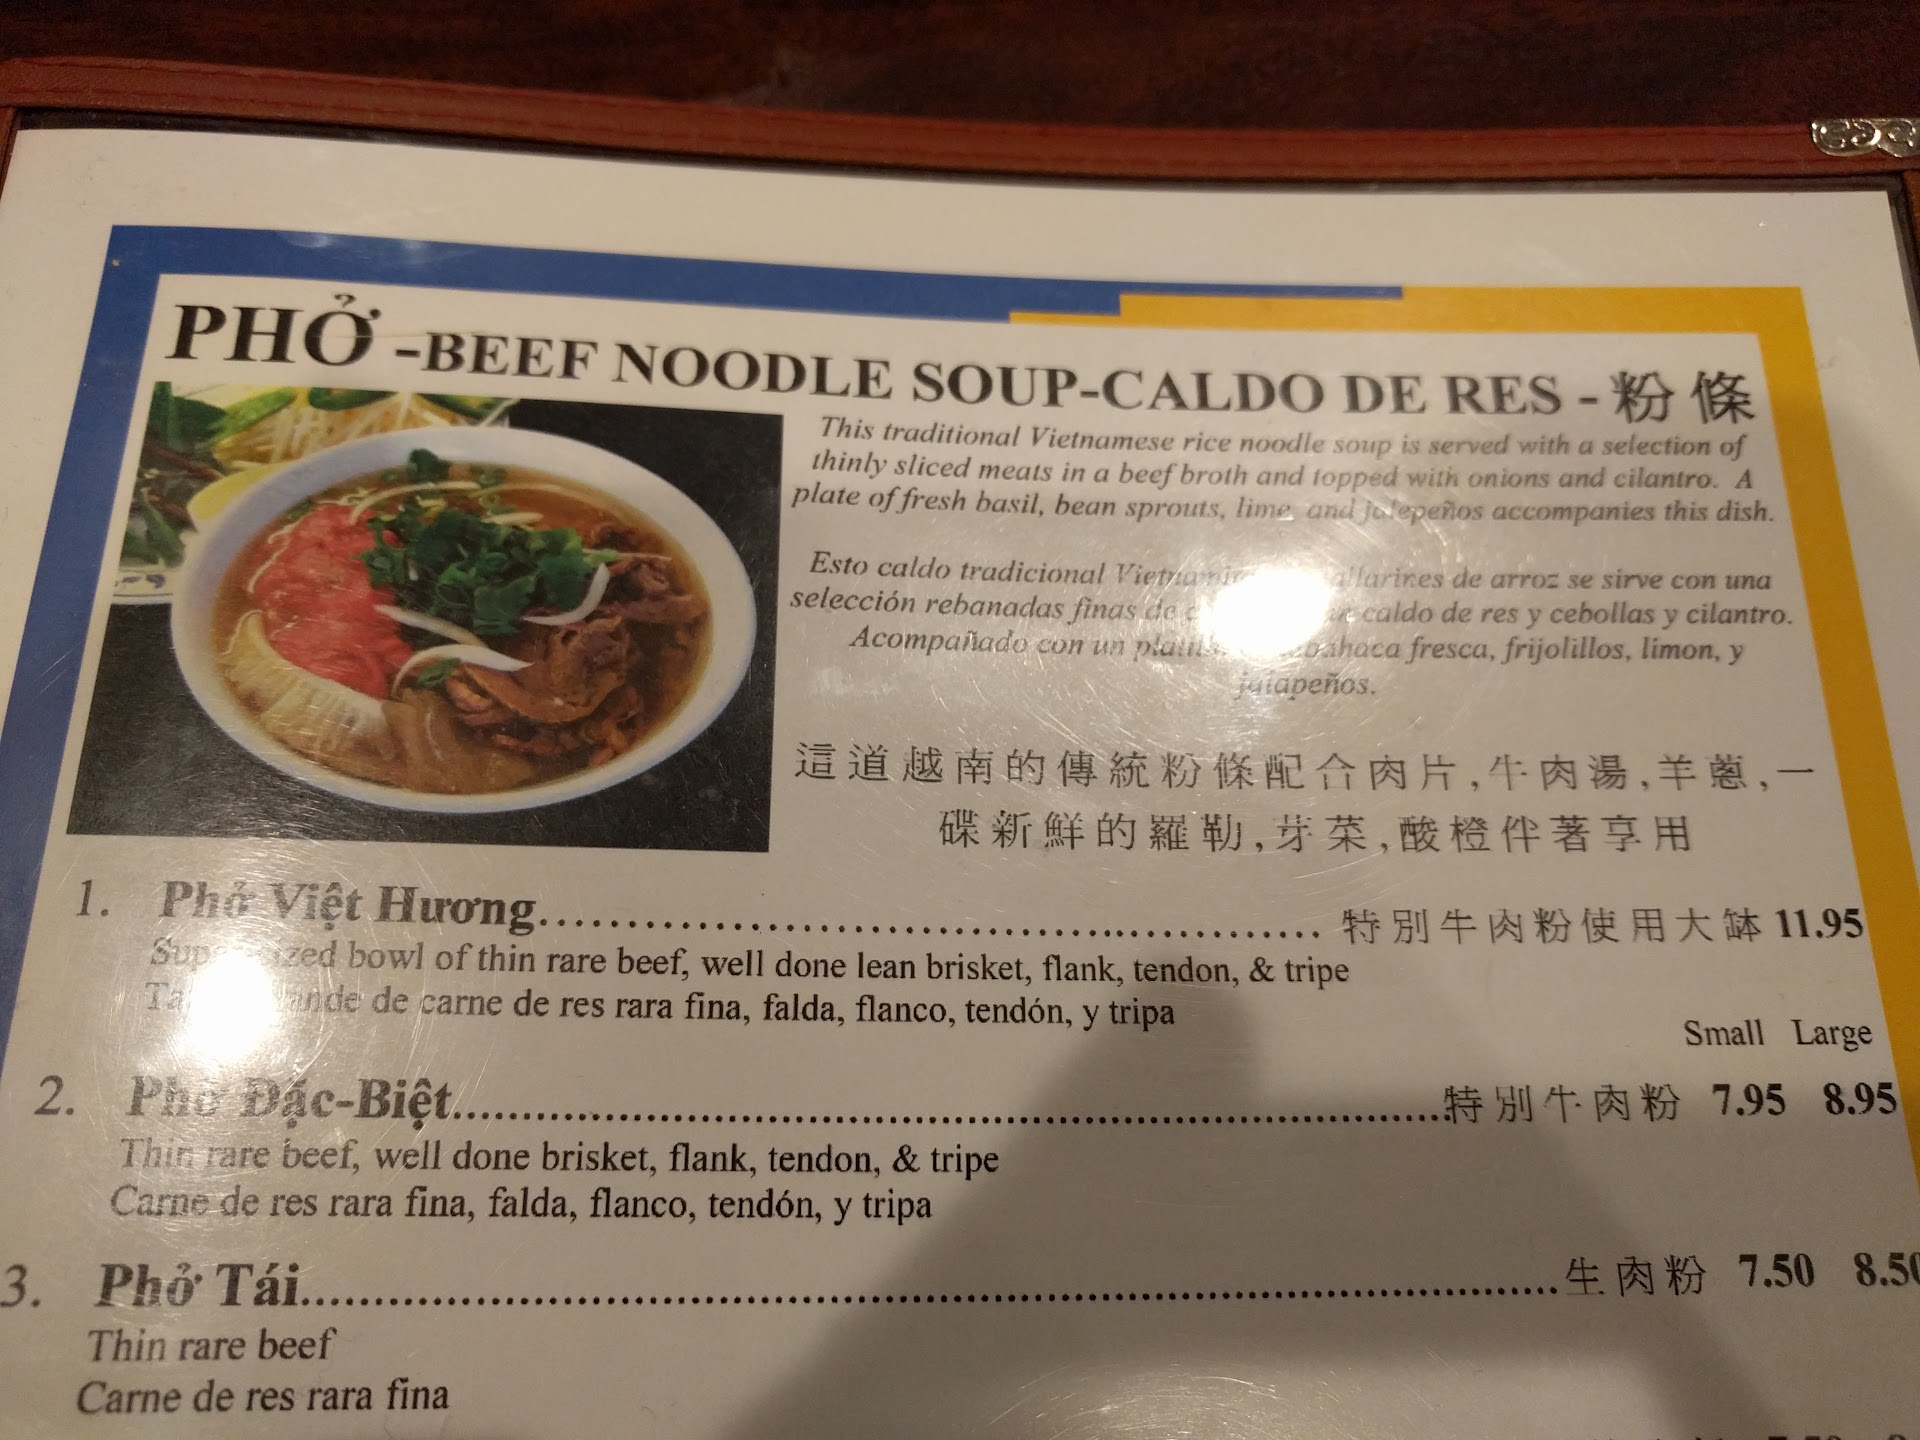 PHỞ -BEEF NOODLE SOUP-CALDO DE RES - 粉條
This traditional Vietnamese rice noodle soup is served with a selection of
thinly sliced meats in a beef broth and topped with onions and cilantro. A
plate of fresh basil, bean sprouts, lime, and jalepeños accompanies this dish.
Esto caldo tradicional de arroz se sirve con una
selección rebanadas finas de caldo de res y cebollas y cilantro.
Acompañado con un fresca, frijolillos, limon, y
jalapeños.
這道越南的傳統粉條配合肉片,牛肉湯,羊蔥,一
碟新鮮的羅勒,芽菜,酸橙伴著享用
1. Phở Việt Hương........................................ 特別牛肉粉使用大缽 11.95
bowl of thin rare beef, well done lean brisket, flank, tendon, & tripe
de carne de res rara fina, falda, flanco, tendón, y tripa
Small Large
2. Phở Đặc-Biệt........................................特別牛肉粉 7.95 8.95
Thin rare beef, well done brisket, flank, tendon, & tripe
Carne de res rara fina, falda, flanco, tendón, y tripa
3. Phở Tái........................................生肉粉 7.50 8.50
Thin rare beef
Carne de res rara fina